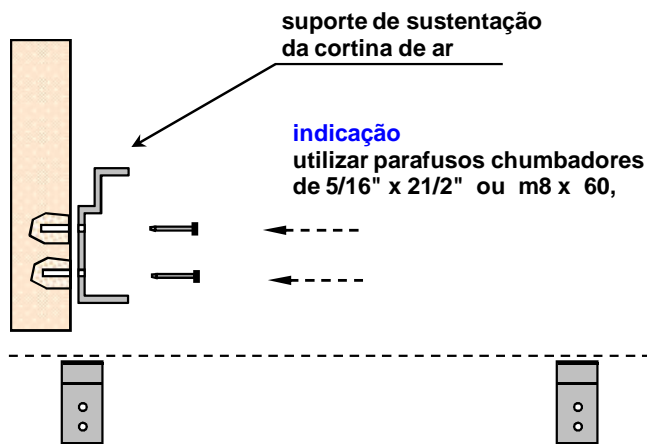 suporte de sustentação
da cortina de ar
indicação
utilizar parafusos chumbadores
de 5/16" x 21/2" ou m8 x 60,